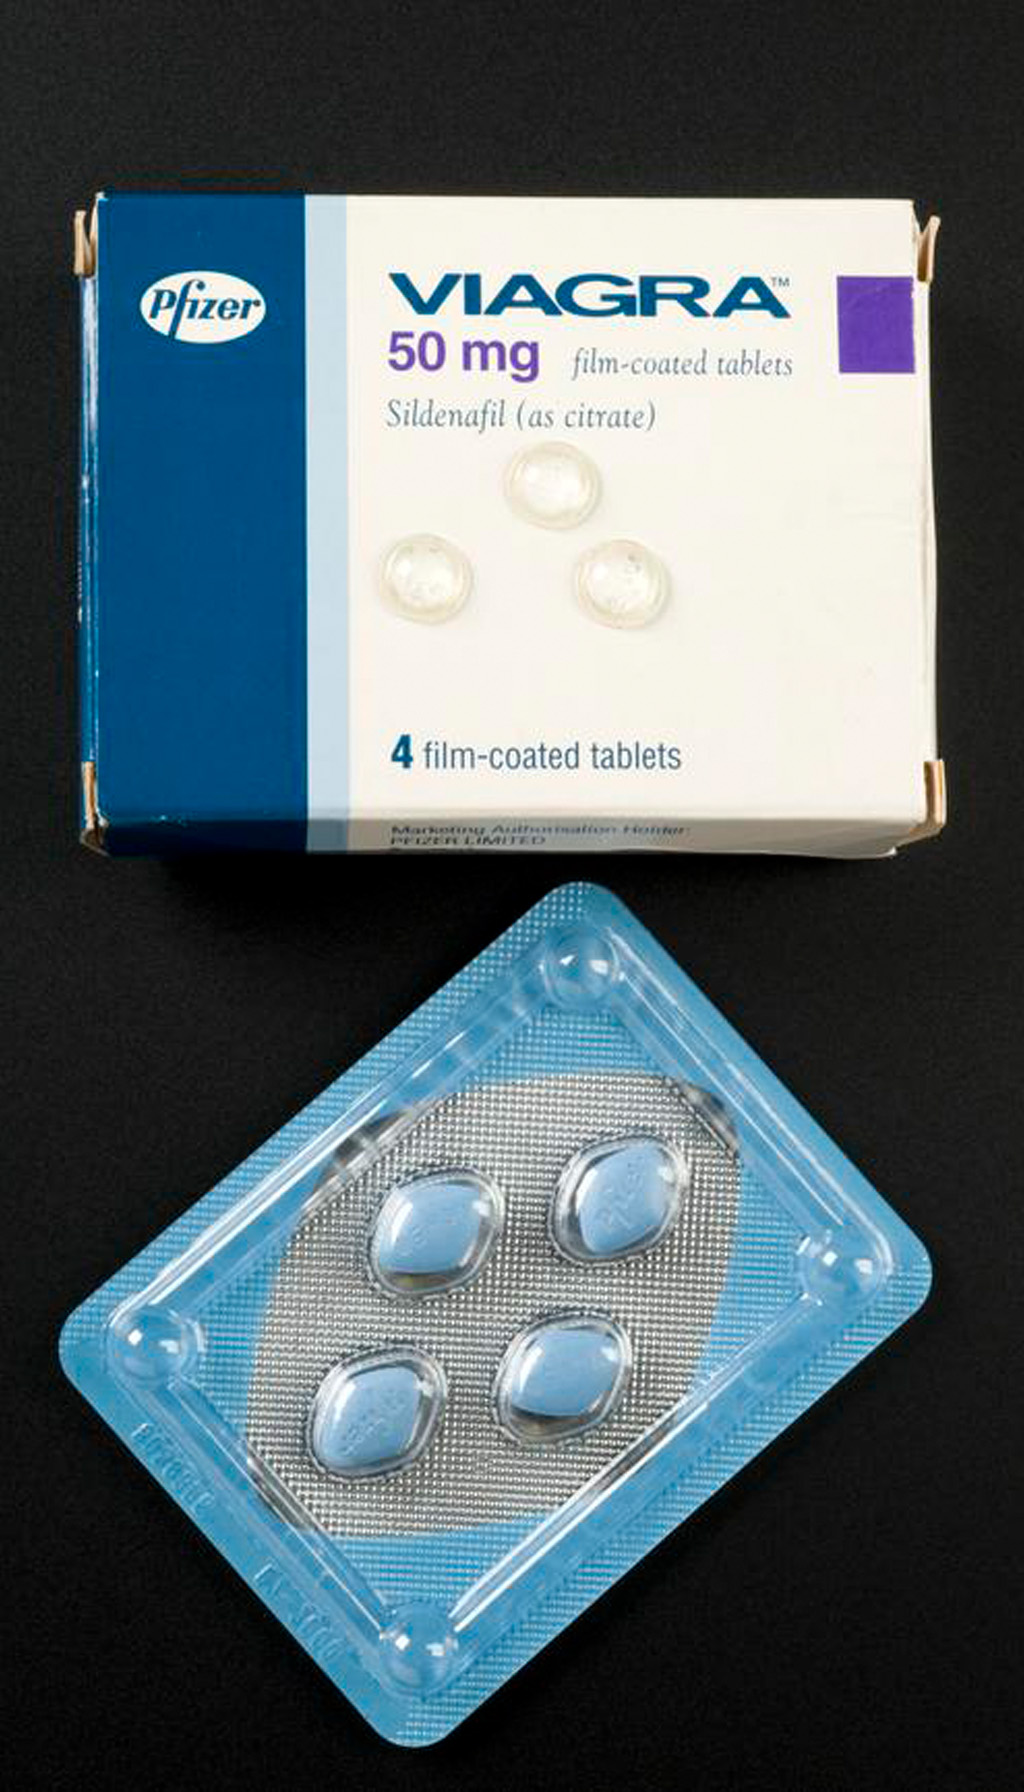 Pfizer
VIAGRA™
50 mg film-coated tablets
Sildenafil (as citrate)
4 film-coated tablets
Marketing Authorisation Holder:
PFIZER LIMITED